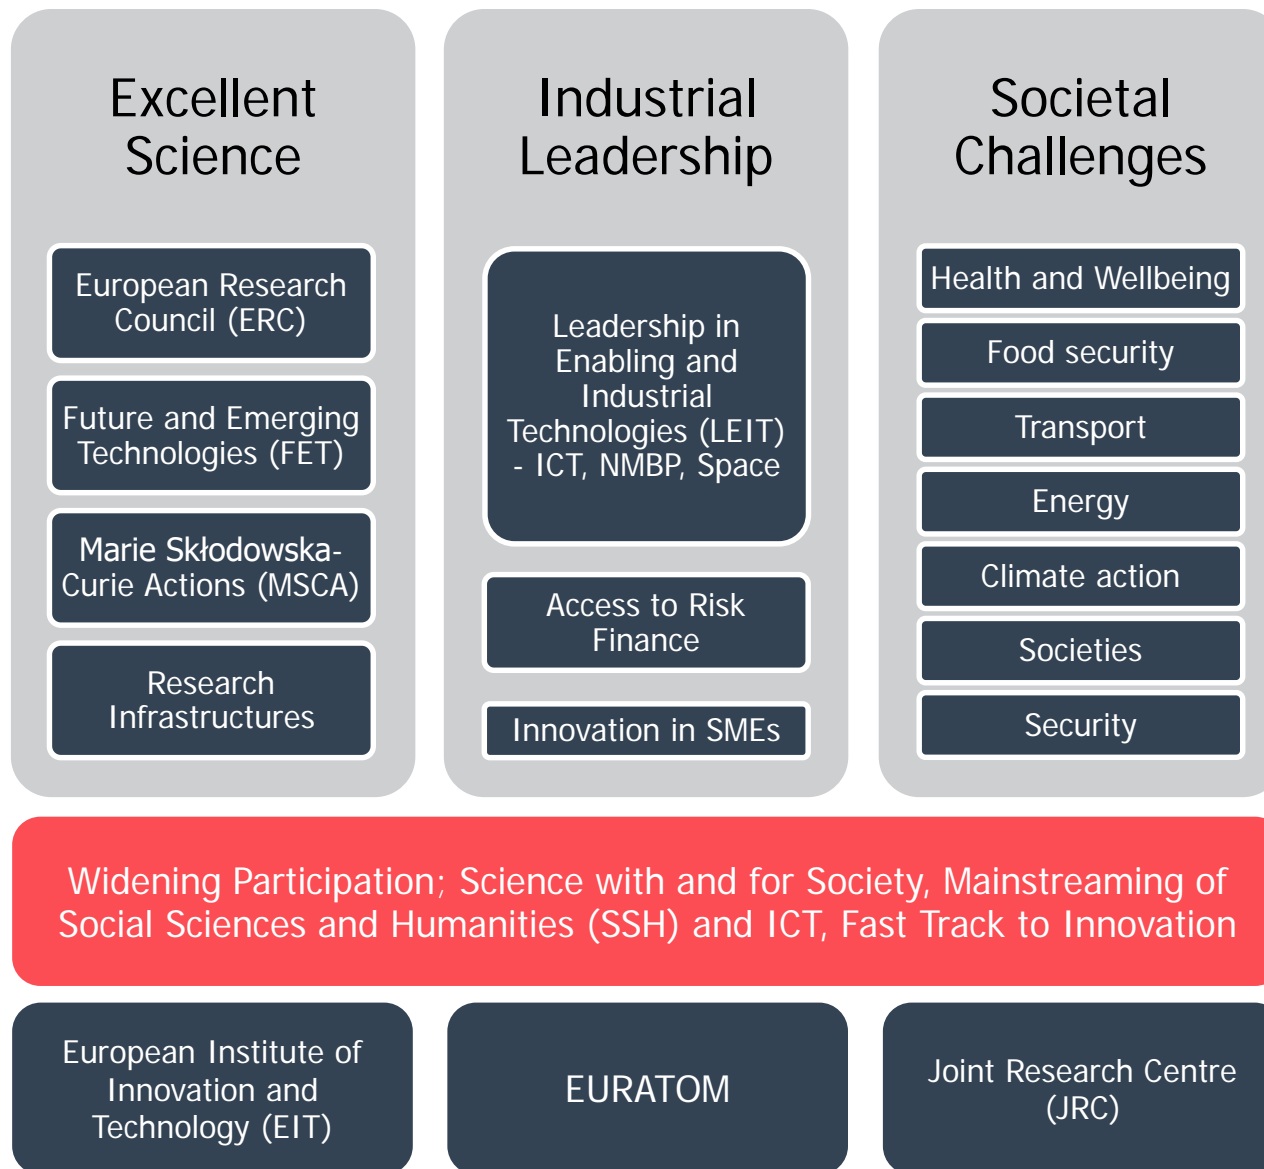 Excellent
Science
European Research
Council (ERC)
Future and Emerging
Technologies (FET)
Marie Skłodowska-
Curie Actions (MSCA)
Research
Infrastructures
Industrial
Leadership
Leadership in
Enabling and
Industrial
Technologies (LEIT)
- ICT, NMBP, Space
Access to Risk
Finance
Innovation in SMEs
Societal
Challenges
Health and Wellbeing
Food security
Transport
Energy
Climate action
Societies
Security
Widening Participation; Science with and for Society, Mainstreaming of
Social Sciences and Humanities (SSH) and ICT, Fast Track to Innovation
European Institute of
Innovation and
Technology (EIT)
EURATOM
Joint Research Centre
(JRC)